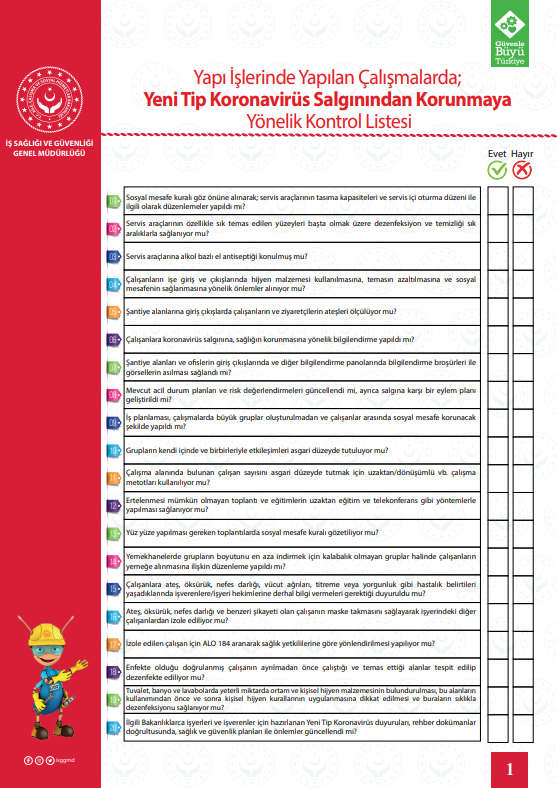 Güvenle
Büyü
Türkiye
İŞ SAĞLIĞI VE GÜVENLİĞİ
GENEL MÜDÜRLÜĞÜ
Yapı İşlerinde Yapılan Çalışmalarda;
Yeni Tip Koronavirüs Salgınından Korunmaya
Yönelik Kontrol Listesi
Evet Hayır
01 Sosyal mesafe kuralı göz önüne alınarak; servis araçlarının tasıma kapasiteleri ve servis içi oturma düzeni ile
ilgili olarak düzenlemeler yapıldı mı?
02 Servis araçlarının özellikle sık temas edilen yüzeyleri başta olmak üzere dezenfeksiyon ve temizliği sık
aralıklarla sağlanıyor mu?
03 Servis araçlarına alkol bazlı el antiseptiği konulmuş mu?
04 Çalışanların işe giriş ve çıkışlarında hijyen malzemesi kullanılmasına, temasın azaltılmasına ve sosyal
mesafenin sağlanmasına yönelik önlemler alınıyor mu?
05 Şantiye alanlarına giriş çıkışlarda çalışanların ve ziyaretçilerin ateşleri ölçülüyor mu?
06 Çalışanlara koronavirüs salgınına, sağlığın korunmasına yönelik bilgilendirme yapıldı mı?
07 Şantiye alanları ve ofislerin giriş çıkışlarında ve diğer bilgilendirme panolarında bilgilendirme broşürleri ile
görsellerin asılması sağlandı mı?
08 Mevcut acil durum planları ve risk değerlendirmeleri güncellendi mi, ayrıca salgına karşı bir eylem planı
geliştirildi mi?
09 İş planlaması, çalışmalarda büyük gruplar oluşturulmadan ve çalışanlar arasında sosyal mesafe korunacak
şekilde yapıldı mı?
10 Grupların kendi içinde ve birbirleriyle etkileşimleri asgari düzeyde tutuluyor mu?
11 Çalışma alanında bulunan çalışan sayısını asgari düzeyde tutmak için uzaktan/dönüşümlü vb. çalışma
metotları kullanılıyor mu?
12 Ertelenmesi mümkün olmayan toplantı ve eğitimlerin uzaktan eğitim ve telekonferans gibi yöntemlerle
yapılması sağlanıyor mu?
13 Yüz yüze yapılması gereken toplantılarda sosyal mesafe kuralı gözetiliyor mu?
14 Yemekhanelerde grupların boyutunu en aza indirmek için kalabalık olmayan gruplar halinde çalışanların
yemeğe alınmasına ilişkin düzenleme yapıldı mı?
15 Çalışanlara ateş, öksürük, nefes darlığı, vücut ağrıları, titreme veya yorgunluk gibi hastalık belirtileri
yaşadıklarında işverenlere/işyeri hekimlerine derhal bilgi vermeleri gerektiği duyuruldu mu?
16 Ateş, öksürük, nefes darlığı ve benzeri şikayeti olan çalışanın maske takmasını sağlayarak işyerindeki diğer
çalışanlardan izole ediliyor mu?
17 İzole edilen çalışan için ALO 184 aranarak sağlık yetkililerine göre yönlendirilmesi yapılıyor mu?
18 Enfekte olduğu doğrulanmış çalışanın ayrılmadan önce çalıştığı ve temas ettiği alanlar tespit edilip
dezenfekte ediliyor mu?
19 Tuvalet, banyo ve lavabolarda yeterli miktarda ortam ve kişisel hijyen malzemesinin bulundurulması, bu alanların
kullanımından önce ve sonra kişisel hijyen kurallarının uygulanmasına dikkat edilmesi ve buraların sıklıkla
dezenfeksiyonu sağlanıyor mu?
20 İlgili Bakanlıklarca işyerleri ve işverenler için hazırlanan Yeni Tip Koronavirüs duyuruları, rehber dokümanlar
doğrultusunda, sağlık ve güvenlik planları ile önlemler güncellendi mi?
isggmd
1